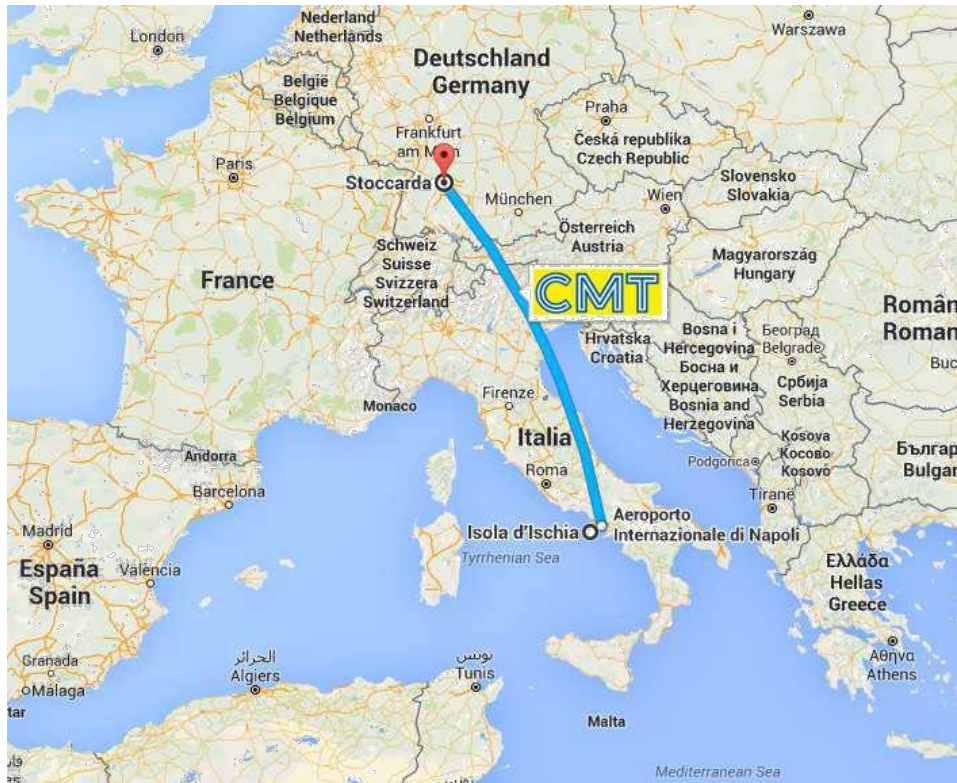 Nederland
Netherlands
Warszawa
London
België
Belgique
Belgium
Deutschland
Germany
Frankfurt
am
Praha
Česká republika
Czech Republic
Paris
Stoccarda
München
Slovensko
Slovakia
Wien
Österreich
Austria
Schweiz
Suisse
Svizzera
Switzerland
France
Magyarország
Hungary
CMT
Român
Roman
Buc
Hrvatska
Croatia
Bosna i
Hercegovina
Босна и
Херцеговина
Bosnia and
Herzegovina
Београд
Belgrade
Србија
Serbia
Monaco
Firenze
Italia
Kosova
Косово
Kosovo
Българ
Bulgar
Andorra
Barcelona
Roma
Podgorica
Tiranë
Madrid
Isola d'Ischia
Aeroporto
Internazionale di Napoli
Tyrrhenian Sea
España
Spain
Valencia
Ελλάδα
Hellas
Greece
Αθήνα
Athens
Granada
Málaga
الجزائر
Algiers
تونس
Tunis
tar
Malta
Mediterranean Sea